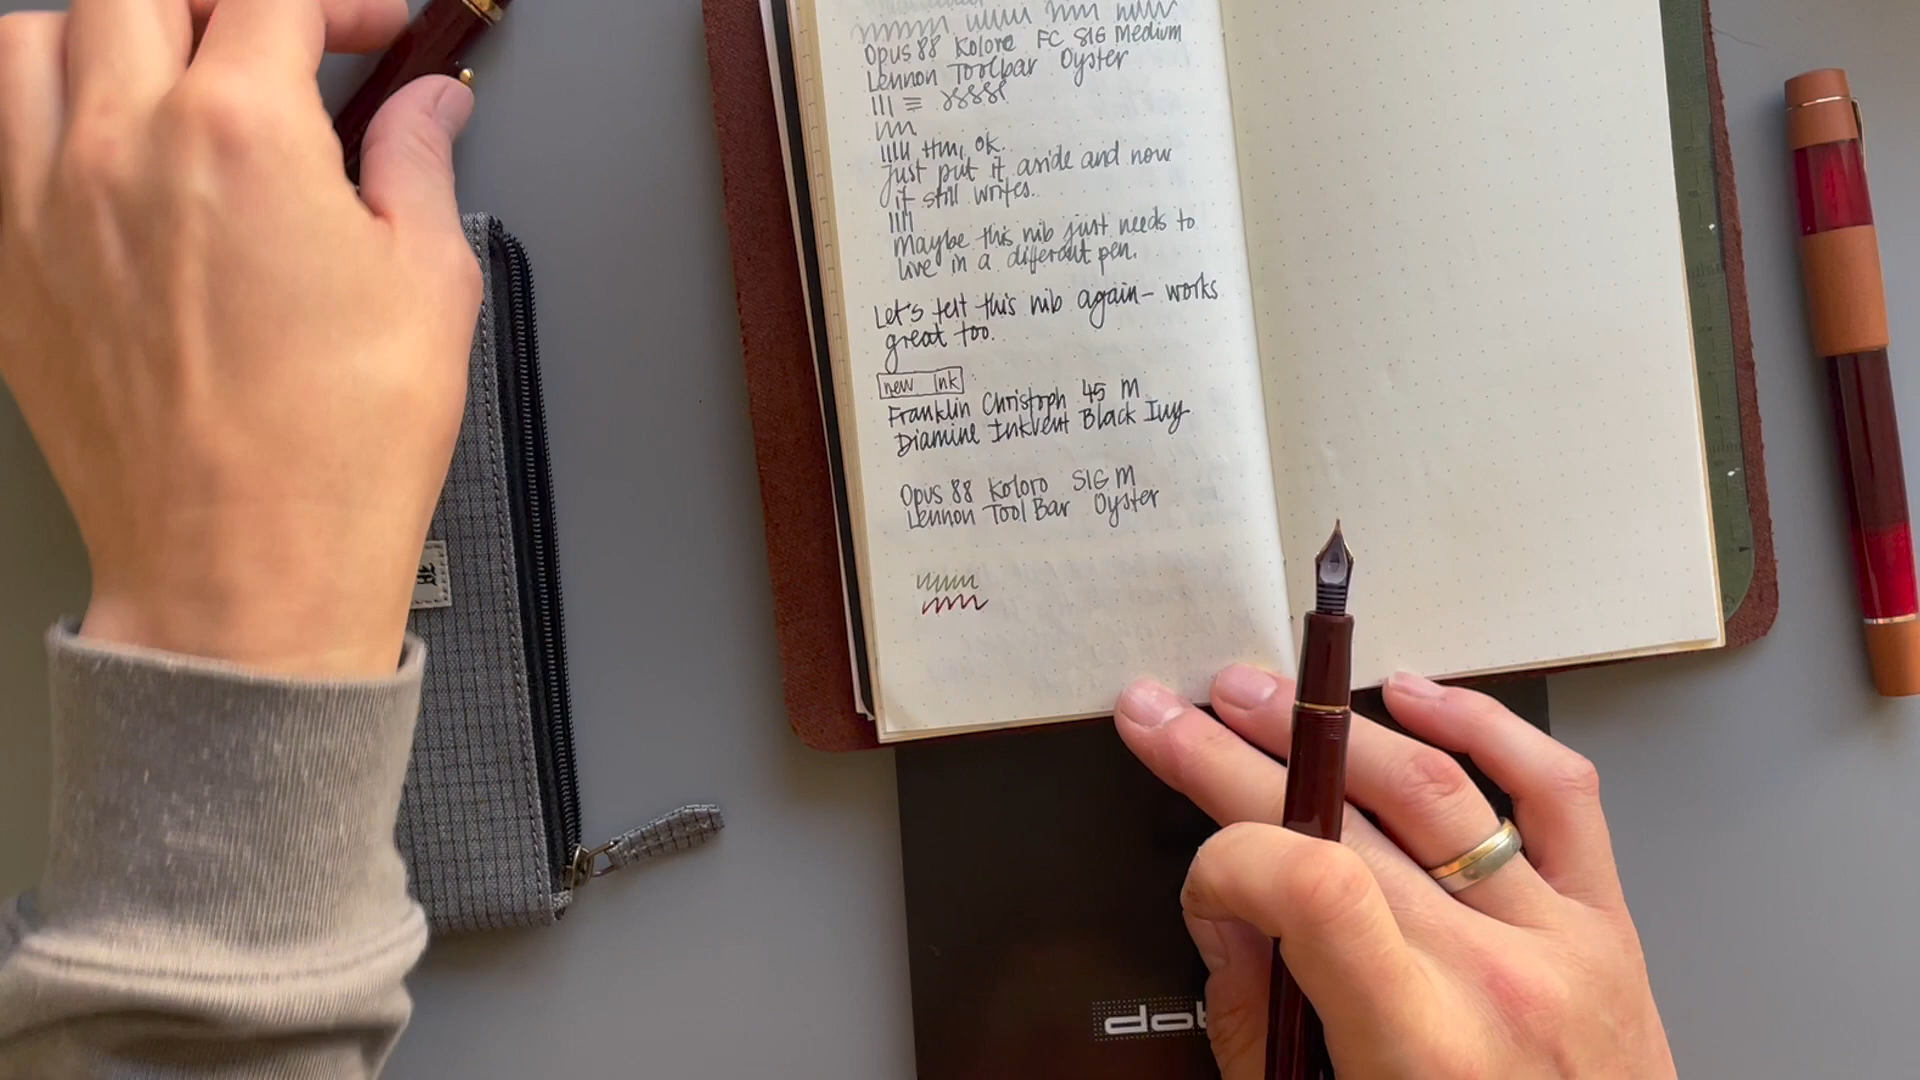 Opus 88 Koloro FC SIG Medium
Lennon Toolbar Oyster
Hm, ok.
Just put it aside and now
it still writes.
Maybe this nib just needs to
live in a different pen.
Let's test this nib again – works
great too.
new Ink
Franklin Christoph 45 M
Diamine Inkvent Black Ivy
Opus 88 Koloro SIG M
Lennon Tool Bar Oyster